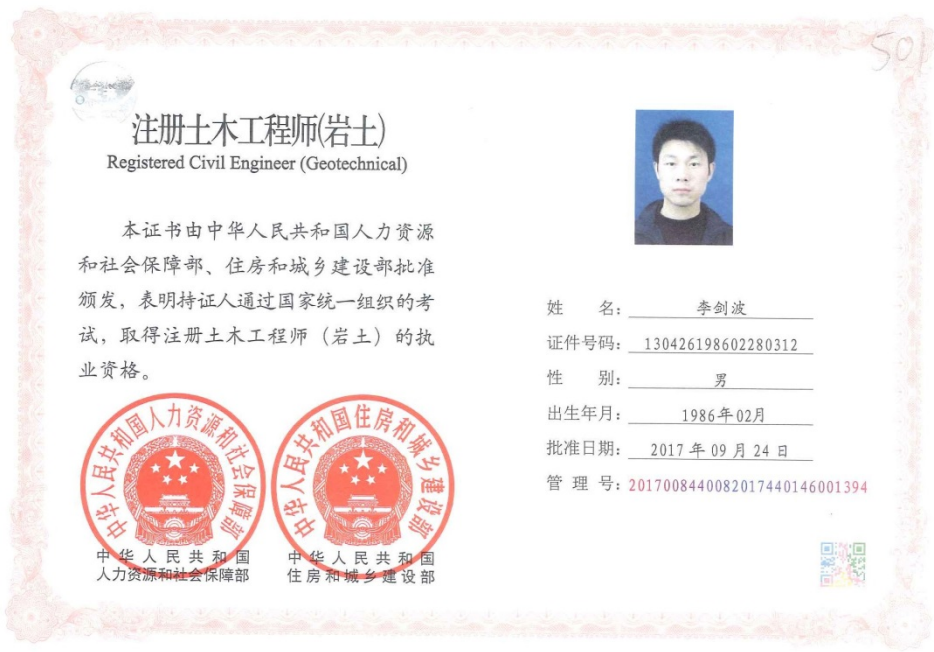 501
注册土木工程师(岩土)
Registered Civil Engineer (Geotechnical)
本证书由中华人民共和国人力资源
和社会保障部、住房和城乡建设部批准
颁发，表明持证人通过国家统一组织的考
试，取得注册土木工程师（岩土）的执
业资格。
中华人民共和国人力资源和社会保障部
中华人民共和国住房和城乡建设部
中华人民共和国
人力资源和社会保障部
中华人民共和国
住房和城乡建设部
姓 名： 李剑波
证件号码： 130426198602280312
性 别： 男
出生年月： 1986年02月
批准日期： 2017年09月24日
管 理 号： 2017008440082017440146001394